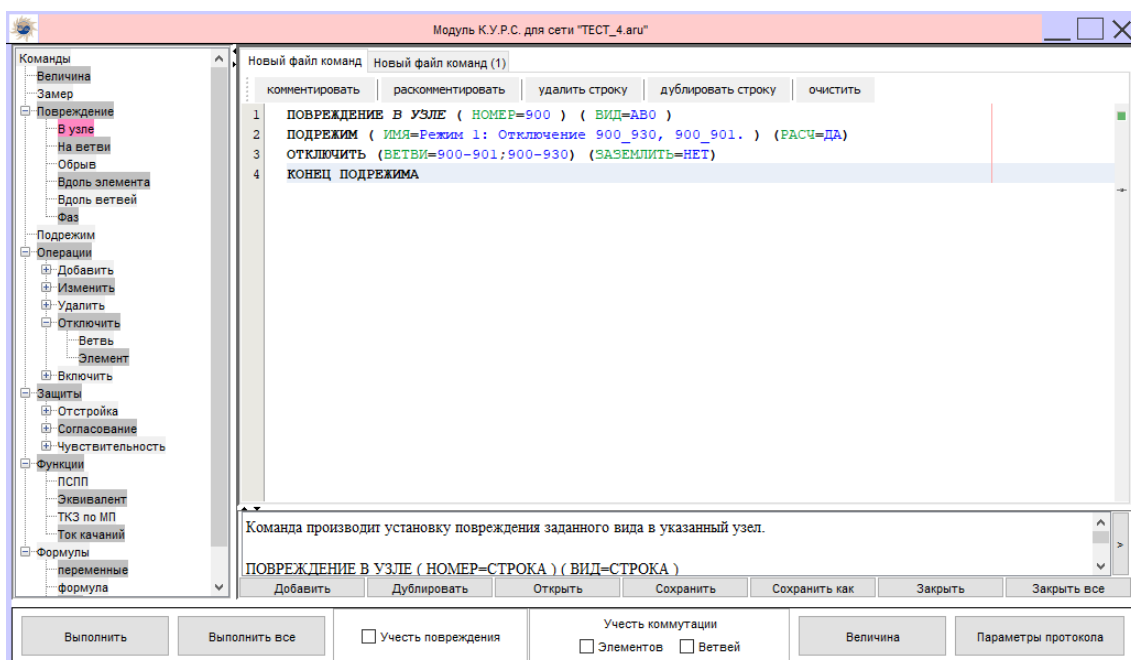 Модуль К.У.Р.С. для сети "ТЕСТ_4.aru"
Команды
Величина
Замер
Повреждение
В узле
На ветви
Обрыв
Вдоль элемента
Вдоль ветвей
Фаз
Подрежим
Операции
Добавить
Изменить
Удалить
Отключить
Ветвь
Элемент
Включить
Защиты
Отстройка
Согласование
Чувствительность
Функции
ПСПП
Эквивалент
ТКЗ по МП
Ток качаний
Формулы
переменные
формула
Новый файл команд Новый файл команд (1)
комментировать раскомментировать удалить строку дублировать строку очистить
1 ПОВРЕЖДЕНИЕ В УЗЛЕ ( НОМЕР=900 ) ( ВИД=АВ0 )
2 ПОДРЕЖИМ ( ИМЯ=Режим 1: Отключение 900_930, 900_901. ) (РАСЧ=ДА)
3 ОТКЛЮЧИТЬ (ВЕТВИ=900-901;900-930) (ЗАЗЕМЛИТЬ=НЕТ)
4 КОНЕЦ ПОДРЕЖИМА
Команда производит установку повреждения заданного вида в указанный узел.
ПОВРЕЖДЕНИЕ В УЗЛЕ ( НОМЕР=СТРОКА ) ( ВИД=СТРОКА )
Добавить Дублировать Открыть Сохранить Сохранить как Закрыть Закрыть все
Выполнить Выполнить все Учесть повреждения
Учесть коммутации
Элементов Ветвей
Величина Параметры протокола